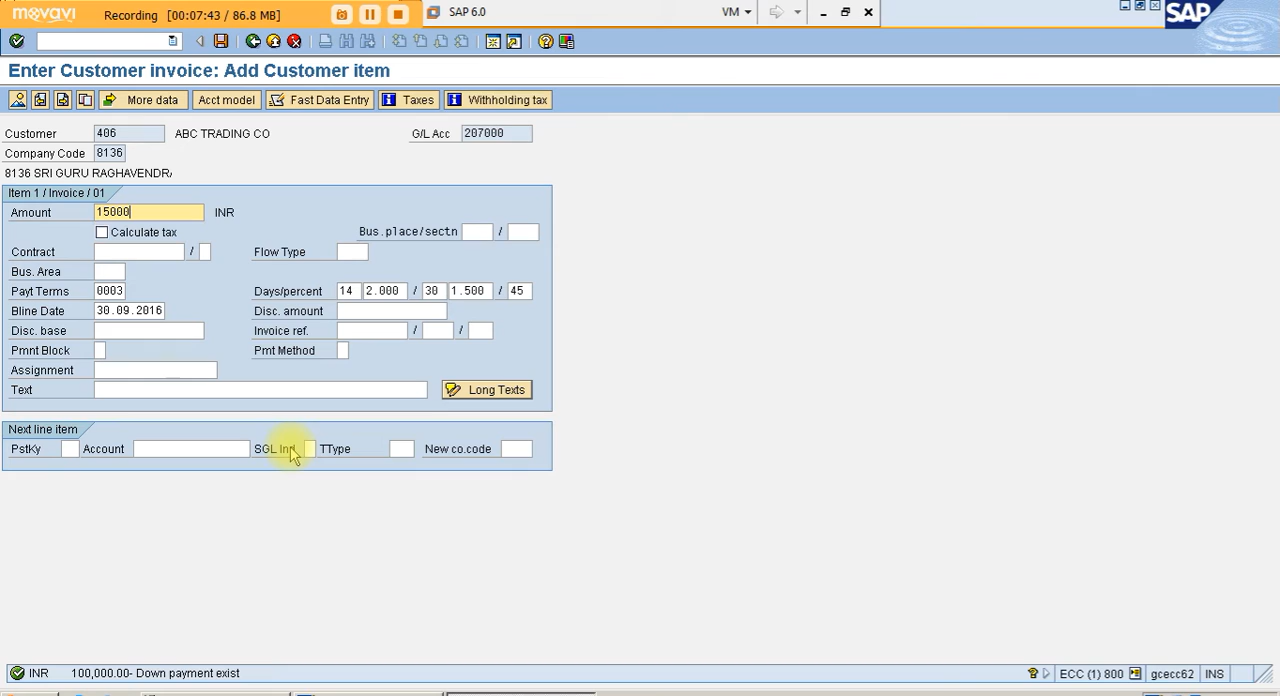 movavi Recording [00:07:43 / 86.8 MB] SAP 6.0 VM SAP
Enter Customer invoice: Add Customer item
More data Acct model Fast Data Entry Taxes Withholding tax
Customer 406 ABC TRADING CO G/L Acc 207000
Company Code 8136
8136 SRI GURU RAGHAVENDRA
Item 1 / Invoice / 01
Amount 15000 INR
Calculate tax Bus.place/sectn /
Contract / Flow Type
Bus. Area
Payt Terms 0003 Days/percent 14 2.000 / 30 1.500 / 45
Bline Date 30.09.2016 Disc. amount
Disc. base Invoice ref. / /
Pmnt Block Pmt Method
Assignment
Text Long Texts
Next line item
PstKy Account SGL Ind TType New co.code
INR 100,000.00- Down payment exist ECC (1) 800 gcecc62 INS